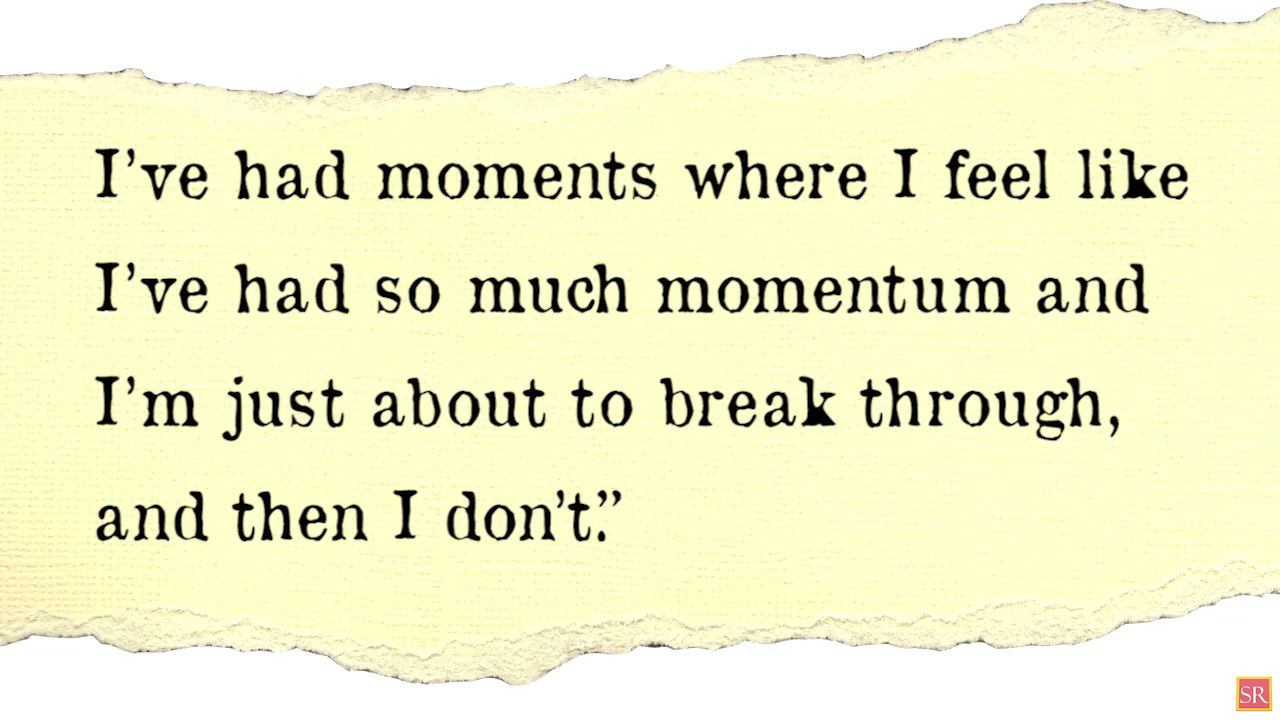 I’ve had moments where I feel like
I’ve had so much momentum and
I’m just about to break through,
and then I don’t.”
SR